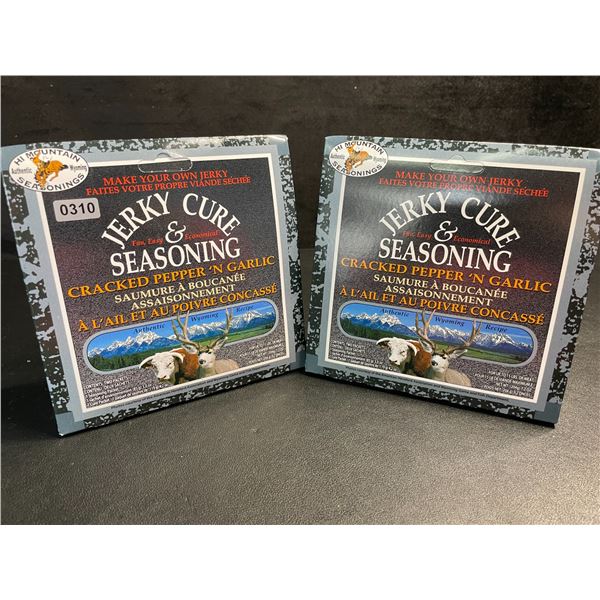 HI MOUNTAIN
Authentic Wyoming
SEASONINGS
0310
MAKE YOUR OWN JERKY
FAITES VOTRE PROPRE VIANDE SÉCHÉE
JERKY CURE
Fun, Easy & Economical!
SEASONING
CRACKED PEPPER 'N GARLIC
SAUMURE À BOUCANÉE
ASSAISONNEMENT
À L'AIL ET AU POIVRE CONCASSÉ
Authentic Wyoming Recipe
HI MOUNTAIN
Authentic Wyoming
SEASONINGS
MAKE YOUR OWN JERKY
FAITES VOTRE PROPRE VIANDE SÉCHÉE
JERKY CURE
Fun, Easy & Economical!
SEASONING
CRACKED PEPPER 'N GARLIC
SAUMURE À BOUCANÉE
ASSAISONNEMENT
À L'AIL ET AU POIVRE CONCASSÉ
Authentic Wyoming Recipe